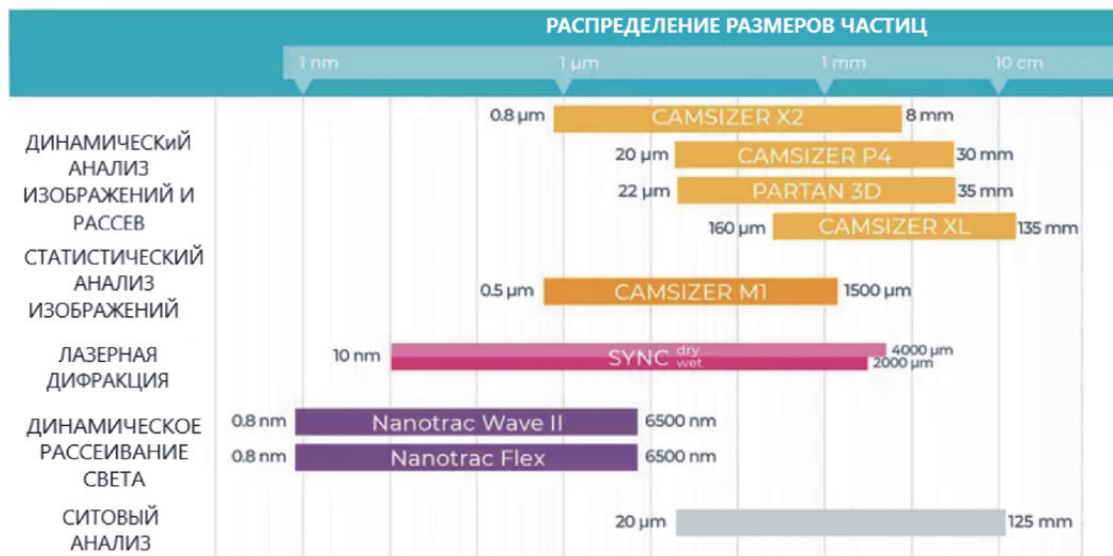 РАСПРЕДЕЛЕНИЕ РАЗМЕРОВ ЧАСТИЦ
1 nm 1 µm 1 mm 10 cm
ДИНАМИЧЕСКиЙ
АНАЛИЗ
ИЗОБРАЖЕНИЙ И
РАССЕВ
0.8 µm CAMSIZER X2 8 mm
20 µm CAMSIZER P4 30 mm
22 µm PARTAN 3D 35 mm
160 µm CAMSIZER XL 135 mm
СТАТИСТИЧЕСКИЙ
АНАЛИЗ
ИЗОБРАЖЕНИЙ
0.5 µm CAMSIZER M1 1500 µm
ЛАЗЕРНАЯ
ДИФРАКЦИЯ
10 nm SYNC dry 4000 µm
wet 2000 µm
ДИНАМИЧЕСКОЕ
РАССЕИВАНИЕ
СВЕТА
0.8 nm Nanotrac Wave II 6500 nm
0.8 nm Nanotrac Flex 6500 nm
СИТОВЫЙ
АНАЛИЗ
20 µm 125 mm